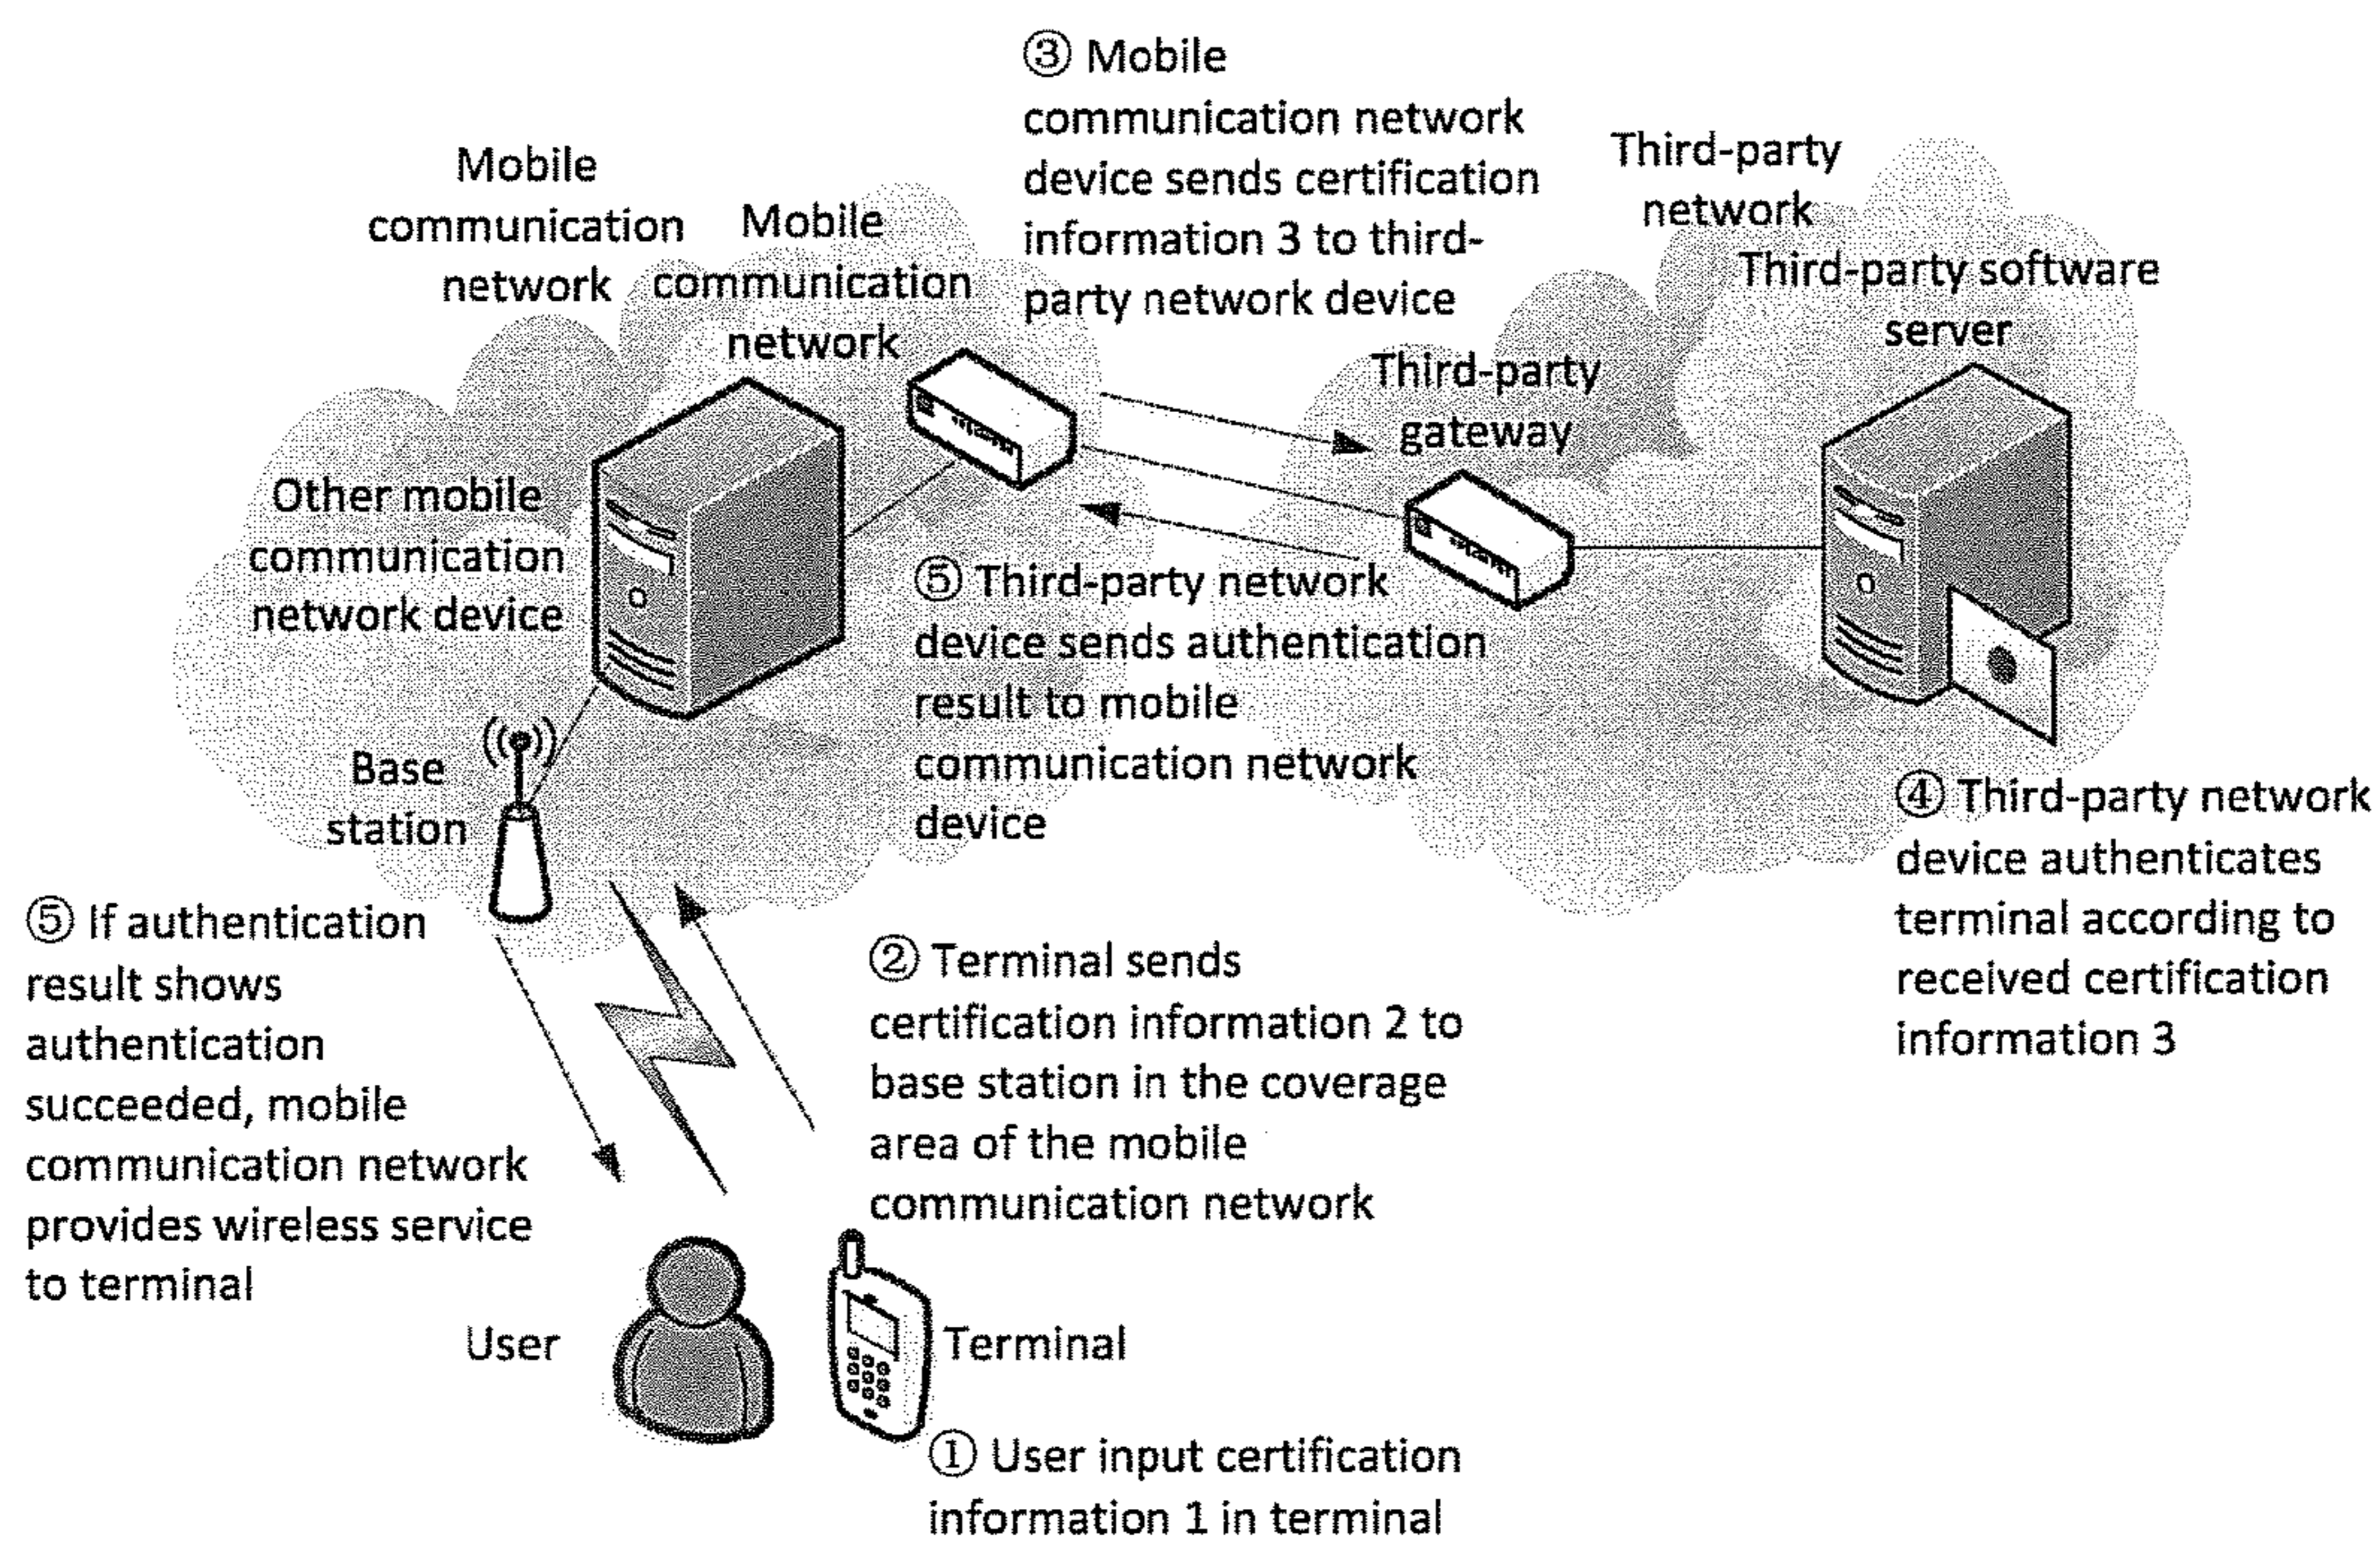 ③ Mobile
communication network
device sends certification
information 3 to third-
party network device
Mobile
communication
network
Mobile
communication
network
Third-party
network
Third-party software
server
Third-party
gateway
Other mobile
communication
network device
⑤ Third-party network
device sends authentication
result to mobile
communication network
device
Base
station
④ Third-party network
device authenticates
terminal according to
received certification
information 3
⑤ If authentication
result shows
authentication
succeeded, mobile
communication network
provides wireless service
to terminal
② Terminal sends
certification information 2 to
base station in the coverage
area of the mobile
communication network
User
Terminal
① User input certification
information 1 in terminal